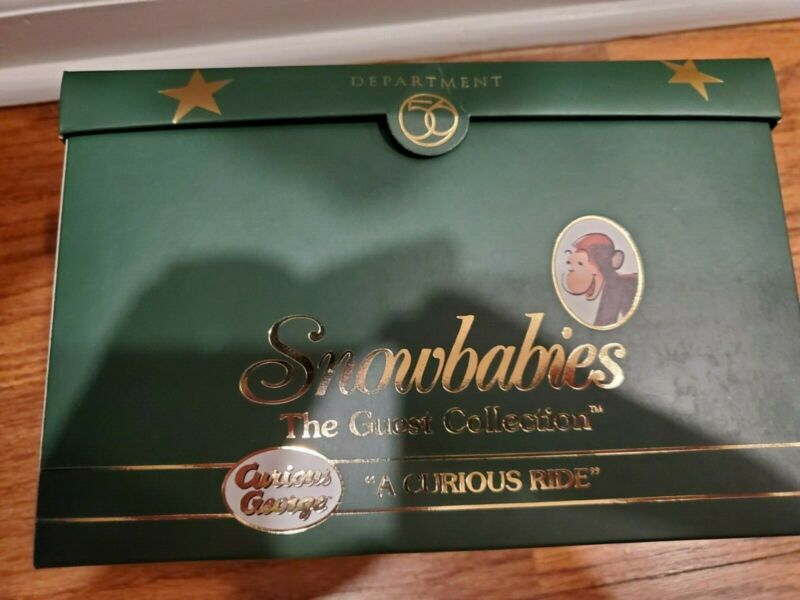 DEPARTMENT
56
Snowbabies
The Guest Collection™
Curious
George
"A CURIOUS RIDE"